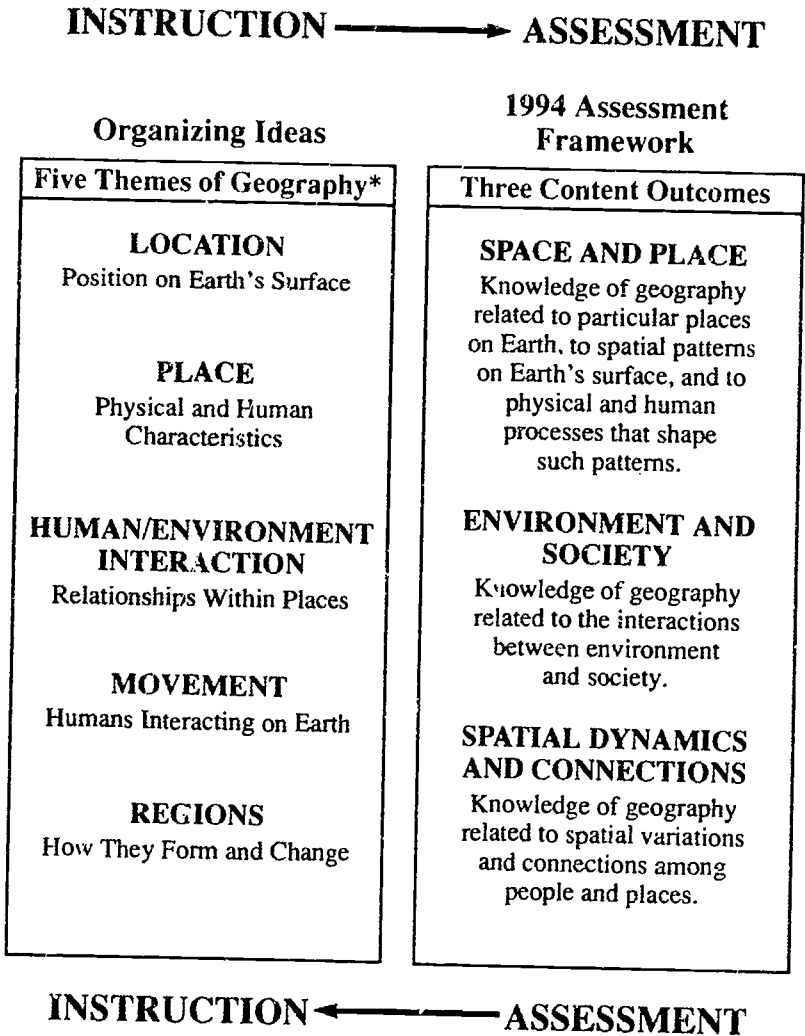 INSTRUCTION → ASSESSMENT
Organizing Ideas
Five Themes of Geography*
LOCATION
Position on Earth's Surface
PLACE
Physical and Human
Characteristics
HUMAN/ENVIRONMENT
INTERACTION
Relationships Within Places
MOVEMENT
Humans Interacting on Earth
REGIONS
How They Form and Change
1994 Assessment
Framework
Three Content Outcomes
SPACE AND PLACE
Knowledge of geography
related to particular places
on Earth, to spatial patterns
on Earth's surface, and to
physical and human
processes that shape
such patterns.
ENVIRONMENT AND
SOCIETY
Knowledge of geography
related to the interactions
between environment
and society.
SPATIAL DYNAMICS
AND CONNECTIONS
Knowledge of geography
related to spatial variations
and connections among
people and places.
INSTRUCTION ← ASSESSMENT